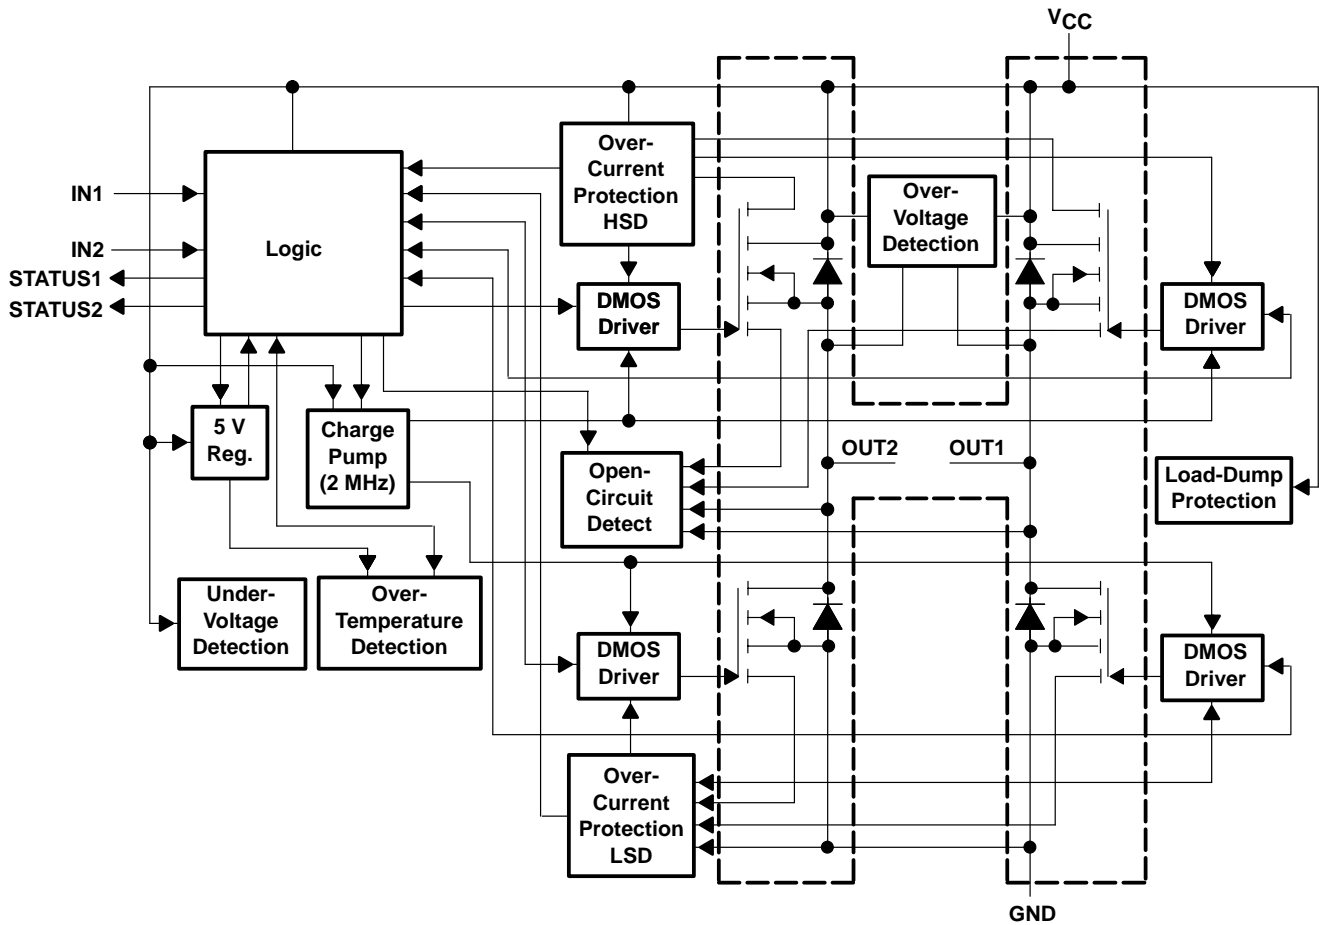 VCC
Over-
Current
Protection
HSD
IN1
IN2
STATUS1
STATUS2
Logic
Over-
Voltage
Detection
DMOS
Driver
DMOS
Driver
5 V
Reg.
Charge
Pump
(2 MHz)
OUT2
OUT1
Open-
Circuit
Detect
Load-Dump
Protection
Under-
Voltage
Detection
Over-
Temperature
Detection
DMOS
Driver
DMOS
Driver
Over-
Current
Protection
LSD
GND